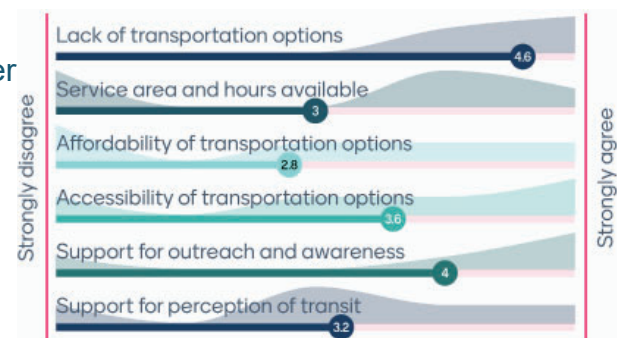 er
Strongly disagree
Lack of transportation options
4.6
Service area and hours available
3
Affordability of transportation options
2.8
Accessibility of transportation options
3.6
Support for outreach and awareness
4
Support for perception of transit
3.2
Strongly agree